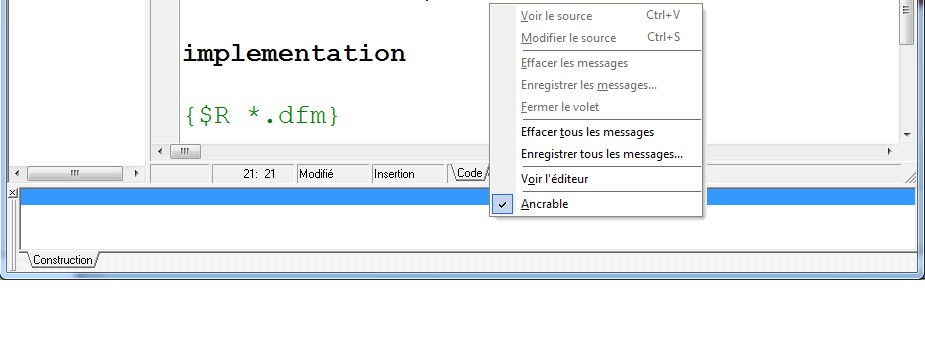 Voir le source Ctrl+V
Modifier le source Ctrl+S
Effacer les messages
Enregistrer les messages...
Fermer le volet
Effacer tous les messages
Enregistrer tous les messages...
Voir l'éditeur
Ancrable
implementation
{$R *.dfm}
21: 21 Modifié Insertion Code
Construction